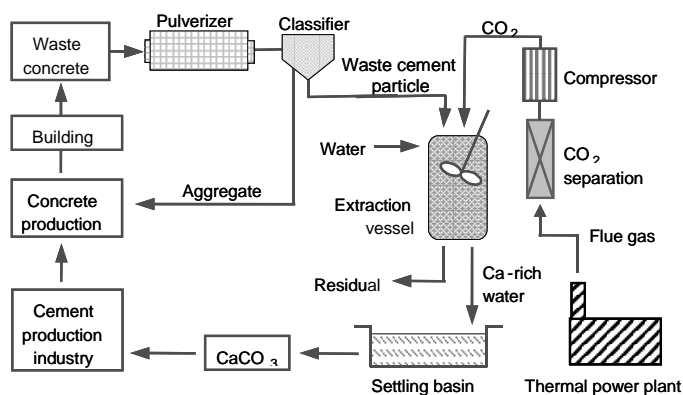 Pulverizer
Classifier
CO2
Waste
concrete
Waste cement
particle
Compressor
Building
Water
CO2
separation
Concrete
production
Aggregate
Extraction
vessel
Flue gas
Residual
Ca-rich
water
Cement
production
industry
CaCO3
Settling basin
Thermal power plant